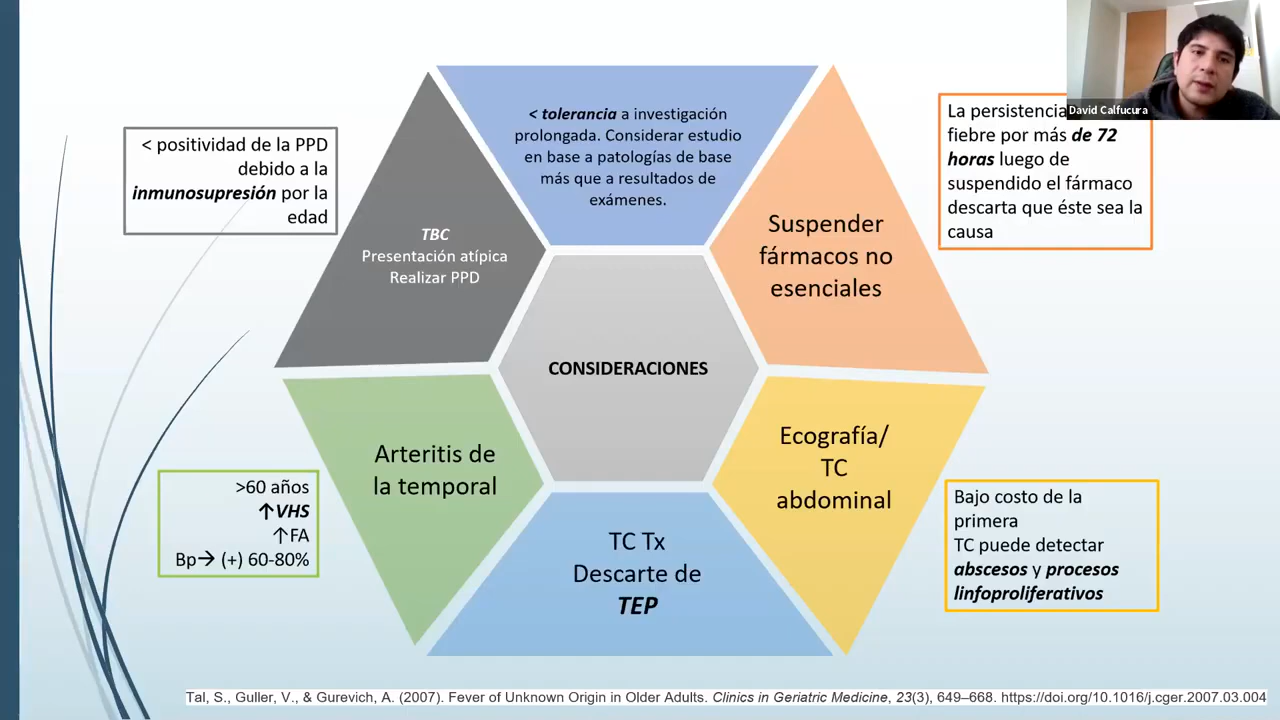 David Calfucura
< tolerancia a investigación
prolongada. Considerar estudio
en base a patologías de base
más que a resultados de
exámenes.
La persistencia
fiebre por más de 72
horas luego de
suspendido el fármaco
descarta que éste sea la
causa
< positividad de la PPD
debido a la
inmunosupresión por la
edad
TBC
Presentación atípica
Realizar PPD
Suspender
fármacos no
esenciales
CONSIDERACIONES
Arteritis de
la temporal
>60 años
↑VHS
↑FA
Bp→ (+) 60-80%
Ecografía/
TC
abdominal
Bajo costo de la
primera
TC puede detectar
abscesos y procesos
linfoproliferativos
TC Tx
Descarte de
TEP
Tal, S., Guller, V., & Gurevich, A. (2007). Fever of Unknown Origin in Older Adults. Clinics in Geriatric Medicine, 23(3), 649–668. https://doi.org/10.1016/j.cger.2007.03.004